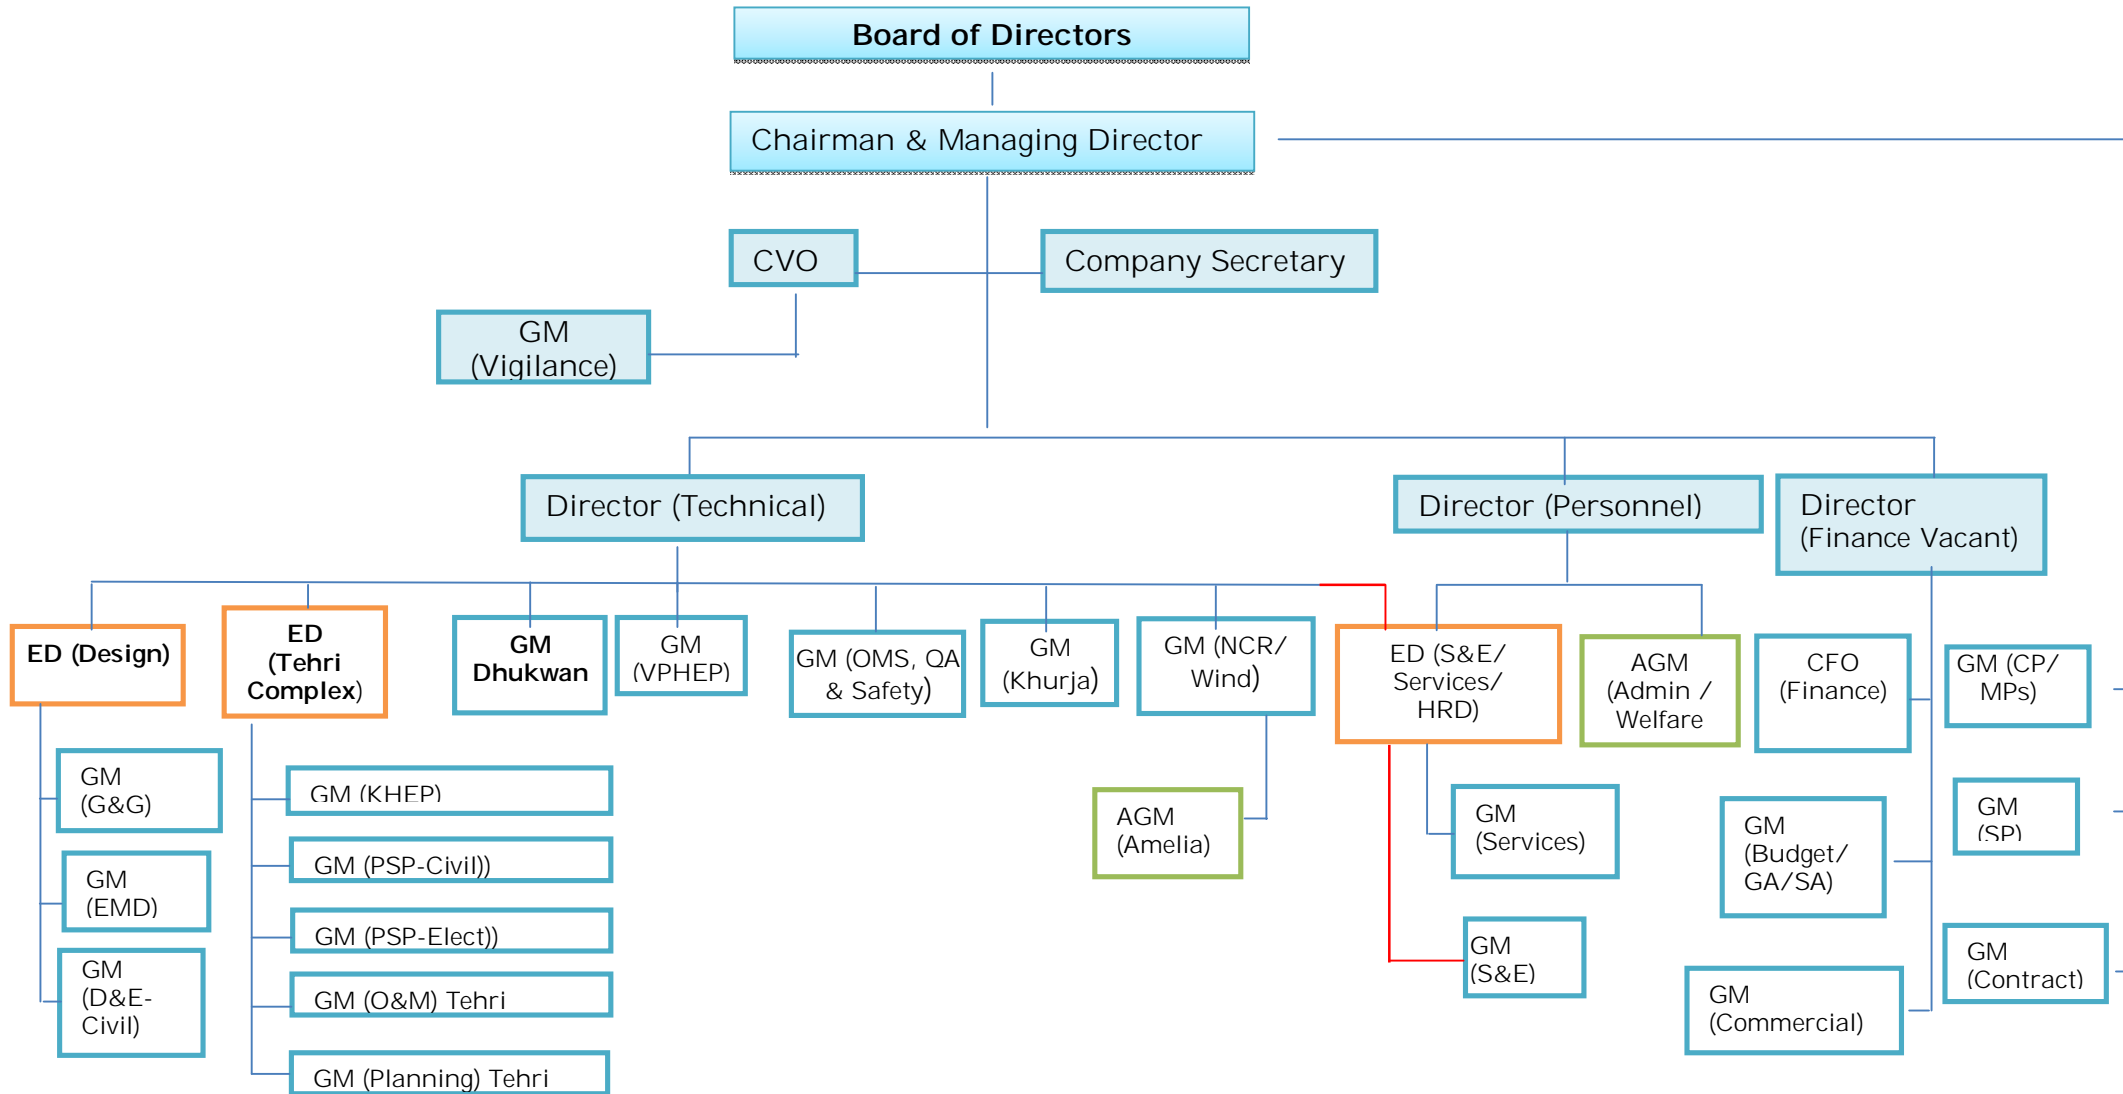 Board of Directors
Chairman & Managing Director
CVO
Company Secretary
GM
(Vigilance)
Director (Technical)
Director (Personnel)
Director
(Finance Vacant)
ED (Design)
ED
(Tehri
Complex)
GM
Dhukwan
GM
(VPHEP)
GM (OMS, QA
& Safety)
GM
(Khurja)
GM (NCR/
Wind)
ED (S&E/
Services/
HRD)
AGM
(Admin /
Welfare
CFO
(Finance)
GM (CP/
MPs)
GM
(G&G)
GM
(EMD)
GM
(D&E-
Civil)
GM (KHEP)
GM (PSP-Civil))
GM (PSP-Elect))
GM (O&M) Tehri
GM (Planning) Tehri
AGM
(Amelia)
GM
(Services)
GM
(S&E)
GM
(Budget/
GA/SA)
GM
(SP)
GM
(Contract)
GM
(Commercial)